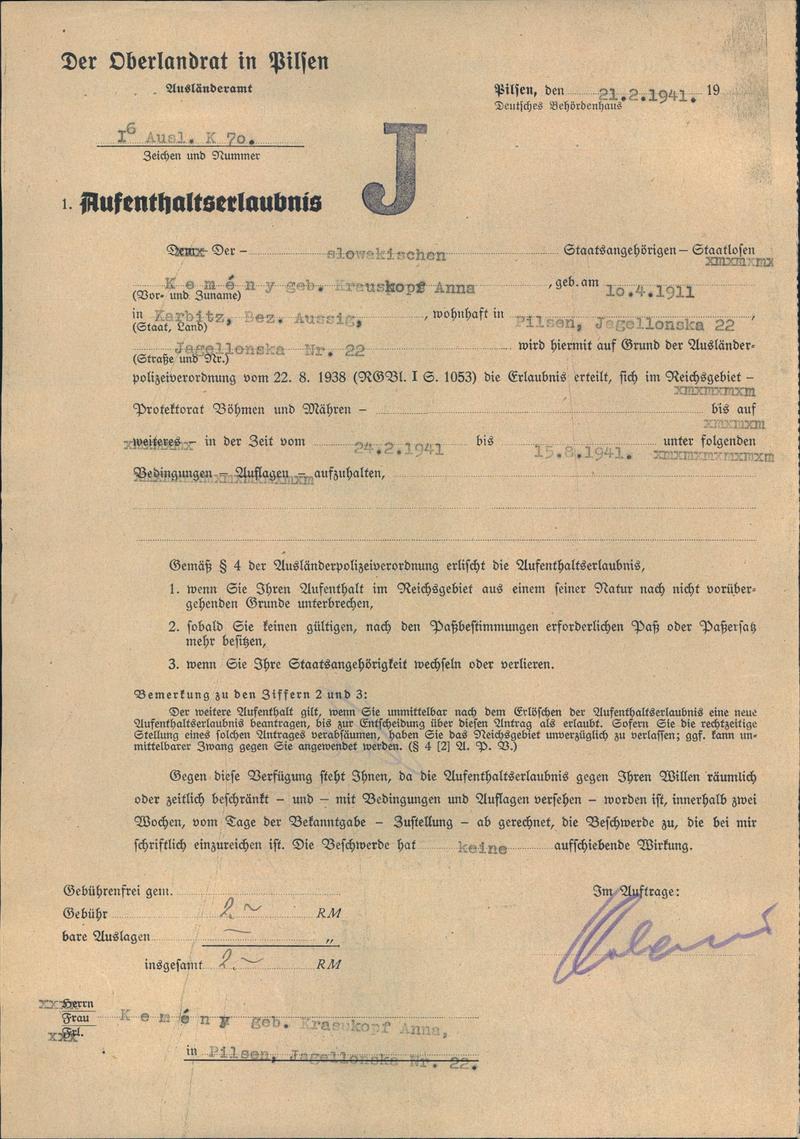 Der Oberlandrat in Pilsen
Ausländeramt
Pilsen, den 21.2.1941. 19
Deutsches Behördenhaus
I6 Ausl. K 70.
Zeichen und Nummer
J
1. Aufenthaltserlaubnis
Dem Der – slowakischen Staatsangehörigen – Staatlosen
K e m é n y geb. Krauskopf Anna , geb. am 10.4.1911
(Vor- und Zuname)
in Karbitz, Bez. Aussig, , wohnhaft in Pilsen, Jagellonska 22 ,
(Staat, Land)
Jagellonska Nr. 22 wird hiermit auf Grund der Ausländer-
(Straße und Nr.)
polizeiverordnung vom 22. 8. 1938 (RGBl. I S. 1053) die Erlaubnis erteilt, sich im Reichsgebiet –
Protektorat Böhmen und Mähren – bis auf
weiteres – in der Zeit vom 24.2.1941 bis 15.8.1941. unter folgenden
Bedingungen – Auflagen – aufzuhalten,
Gemäß § 4 der Ausländerpolizeiverordnung erlischt die Aufenthaltserlaubnis,
1. wenn Sie Ihren Aufenthalt im Reichsgebiet aus einem seiner Natur nach nicht vorüber-
gehenden Grunde unterbrechen,
2. sobald Sie keinen gültigen, nach den Paßbestimmungen erforderlichen Paß oder Paßersatz
mehr besitzen,
3. wenn Sie Ihre Staatsangehörigkeit wechseln oder verlieren.
Bemerkung zu den Ziffern 2 und 3:
Der weitere Aufenthalt gilt, wenn Sie unmittelbar nach dem Erlöschen der Aufenthaltserlaubnis eine neue
Aufenthaltserlaubnis beantragen, bis zur Entscheidung über diesen Antrag als erlaubt. Sofern Sie die rechtzeitige
Stellung eines solchen Antrages verabsäumen, haben Sie das Reichsgebiet unverzüglich zu verlassen; ggf. kann un-
mittelbarer Zwang gegen Sie angewendet werden. (§ 4 [2] A. P. V.)
Gegen diese Verfügung steht Ihnen, da die Aufenthaltserlaubnis gegen Ihren Willen räumlich
oder zeitlich beschränkt – und – mit Bedingungen und Auflagen versehen – worden ist, innerhalb zwei
Wochen, vom Tage der Bekanntgabe – Zustellung – ab gerechnet, die Beschwerde zu, die bei mir
schriftlich einzureichen ist. Die Beschwerde hat keine aufschiebende Wirkung.
Gebührenfrei gem.
Im Auftrage:
Gebühr 2.~ RM
bare Auslagen — „
insgesamt 2.~ RM
Herrn
Frau K e m é n y geb. Krasukopf Anna,
Frl.
in Pilsen, Jagellonska Nr. 22.